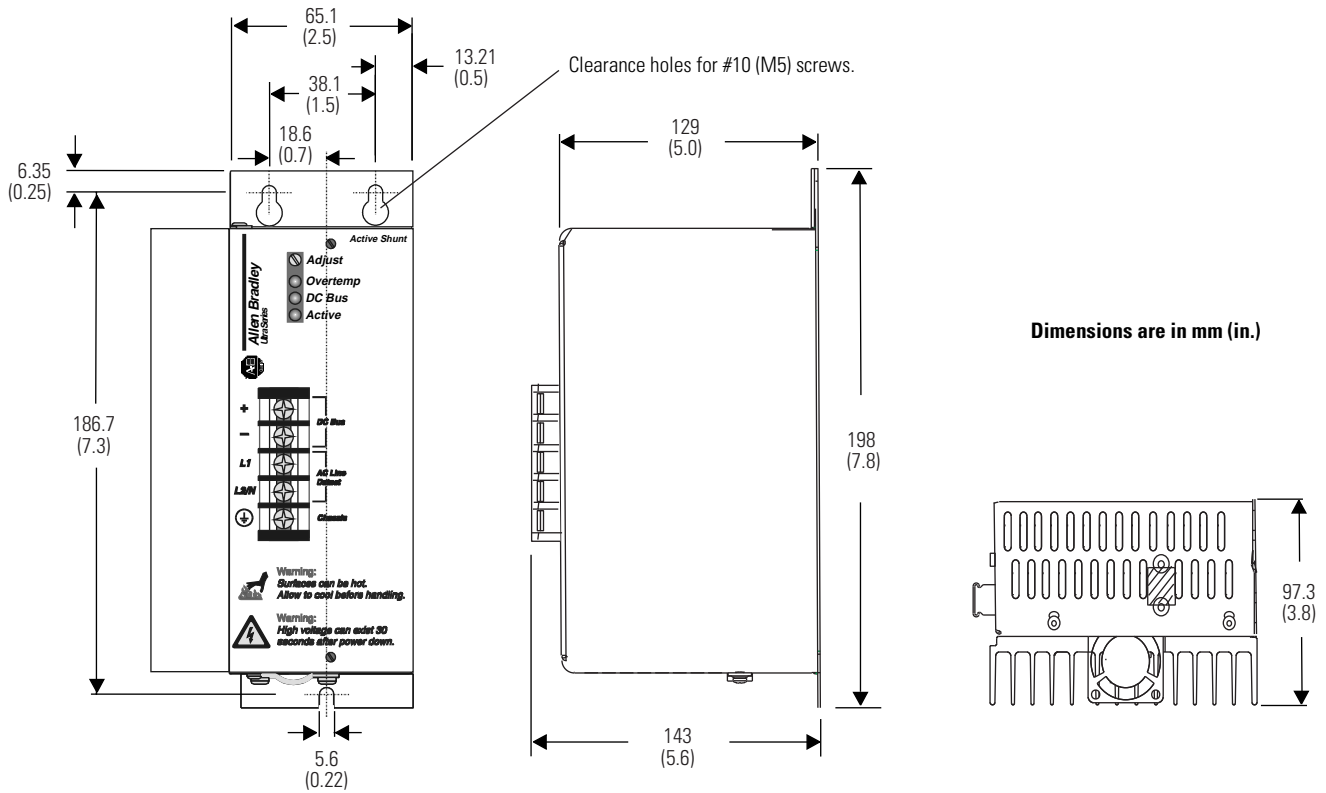 65.1
(2.5)
13.21
(0.5)
Clearance holes for #10 (M5) screws.
38.1
(1.5)
18.6
(0.7)
6.35
(0.25)
129
(5.0)
Active Shunt
Adjust
Overtemp
DC Bus
Active
Allen Bradley
UltraSeries
A-B
Dimensions are in mm (in.)
+
DC Bus
−
186.7
(7.3)
L1
AC Line
L2/N
Chassis
198
(7.8)
Warning:
Surfaces can be hot.
Allow to cool before handling.
Warning:
High voltage can exist 30
seconds after power down.
97.3
(3.8)
143
(5.6)
5.6
(0.22)